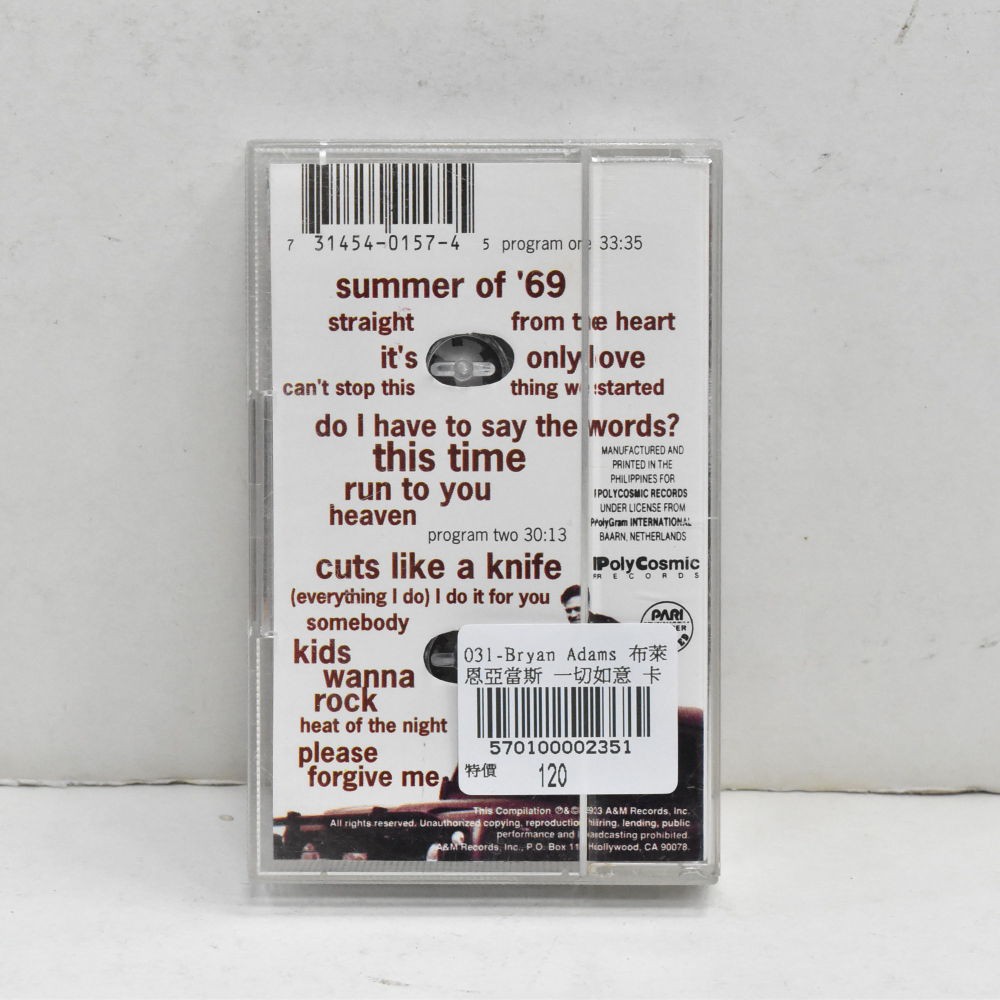 7 31454-0157-4 5 program one 33:35
summer of '69
straight from the heart
it's only love
can't stop this thing we started
do I have to say the words?
this time
run to you
heaven
MANUFACTURED AND
PRINTED IN THE
PHILIPPINES FOR
POLYCOSMIC RECORDS
UNDER LICENSE FROM
PolyGram INTERNATIONAL
BAARN, NETHERLANDS
PolyCosmic
RECORDS
PARI
program two 30:13
cuts like a knife
(everything I do) I do it for you
somebody
kids
wanna
rock
heat of the night
please
forgive me
031-Bryan Adams 布萊
恩亞當斯 一切如意 卡
570100002351
特價 120
This Compilation ℗&© 1993 A&M Records, Inc.
All rights reserved. Unauthorized copying, reproduction, hiring, lending, public
performance and broadcasting prohibited.
A&M Records, Inc., P.O. Box 11 Hollywood, CA 90078.